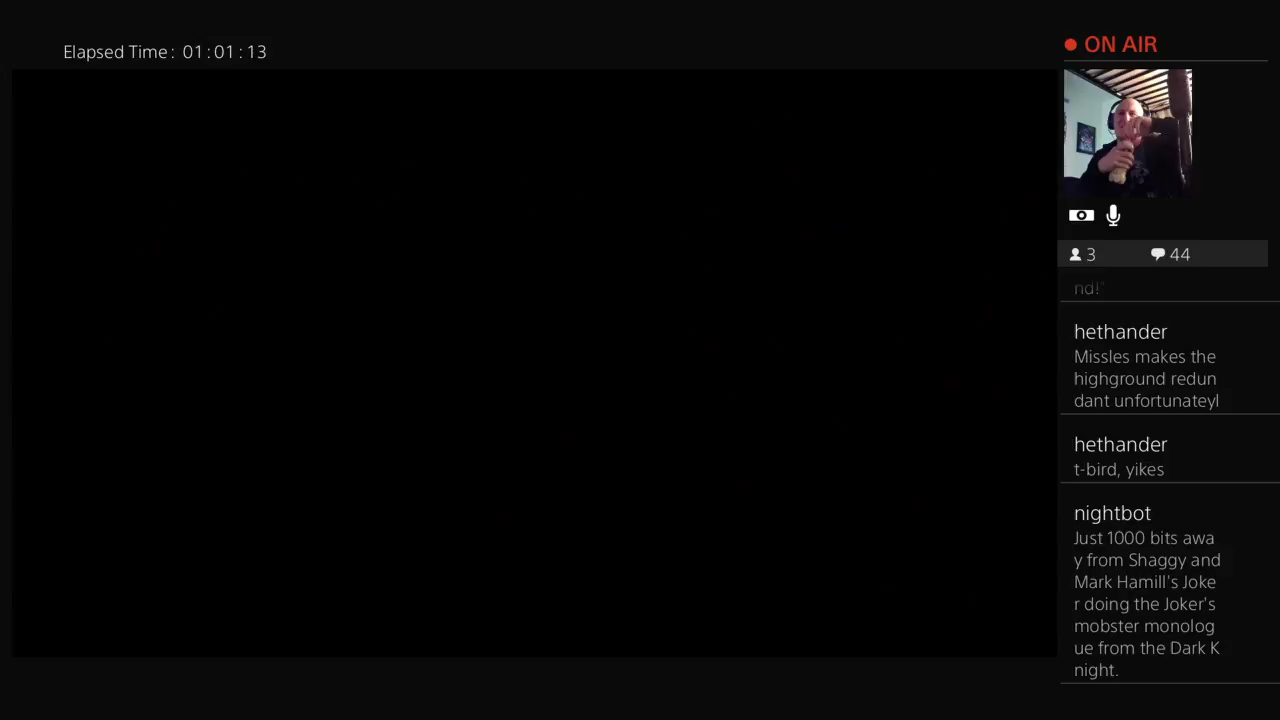 Elapsed Time: 01:01:13
ON AIR
3 44
nd!"
hethander
Missles makes the
highground redun
dant unfortunateyl
hethander
t-bird, yikes
nightbot
Just 1000 bits awa
y from Shaggy and
Mark Hamill's Joke
r doing the Joker's
mobster monolog
ue from the Dark K
night.